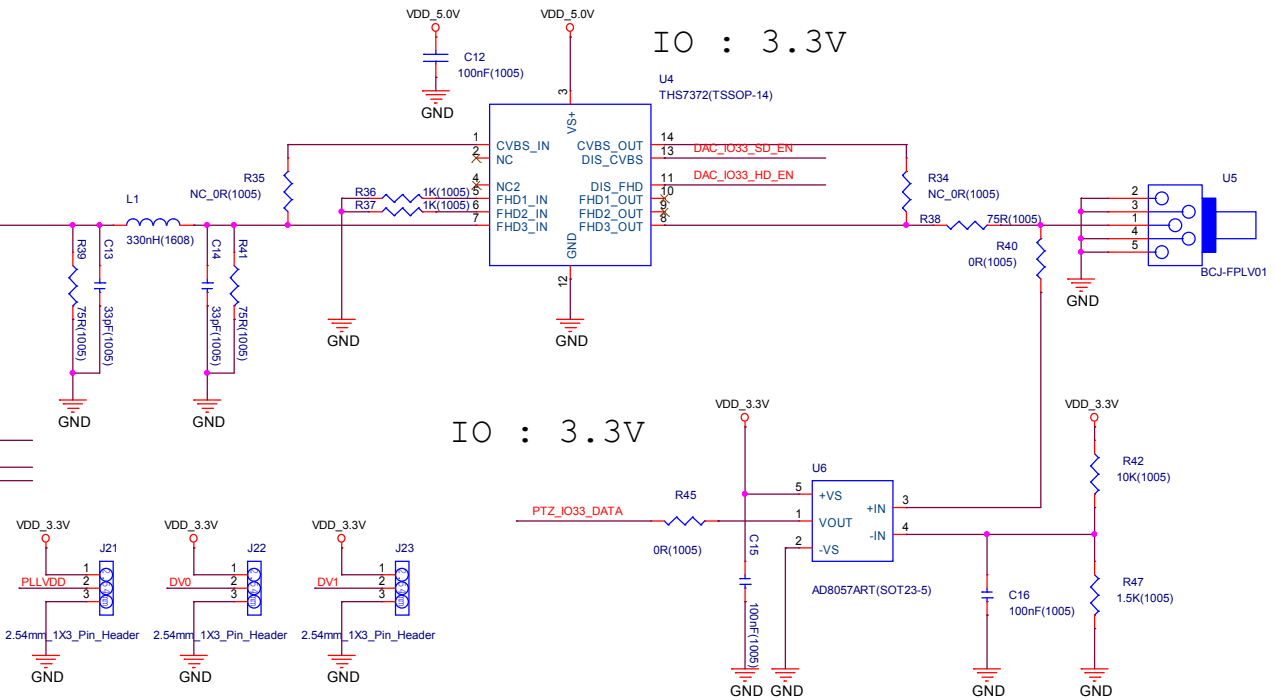 VDD_5.0V
VDD_5.0V
IO : 3.3V
C12
100nF(1005)
GND
U4
THS7372(TSSOP-14)
3
VS+
1
CVBS_IN
2
NC
4
NC2
5
FHD1_IN
6
FHD2_IN
7
FHD3_IN
CVBS_OUT
14
DIS_CVBS
13
DAC_IO33_SD_EN
DIS_FHD
11
DAC_IO33_HD_EN
FHD1_OUT
10
FHD2_OUT
9
FHD3_OUT
8
GND
12
GND
R35
NC_0R(1005)
R36
1K(1005)
R37
1K(1005)
GND
L1
330nH(1608)
R39
75R(1005)
C13
33pF(1005)
GND
C14
33pF(1005)
R41
75R(1005)
GND
R34
NC_0R(1005)
R38
75R(1005)
R40
0R(1005)
U5
2
3
1
4
5
BCJ-FPLV01
GND
IO : 3.3V
VDD_3.3V
VDD_3.3V
R42
10K(1005)
U6
5
+VS
1
VOUT
2
-VS
+IN
3
-IN
4
AD8057ART(SOT23-5)
PTZ_IO33_DATA
R45
0R(1005)
C15
100nF(1005)
C16
100nF(1005)
R47
1.5K(1005)
GND
GND
GND
GND
VDD_3.3V
J21
1
PLLVDD
2
3
2.54mm_1X3_Pin_Header
GND
VDD_3.3V
J22
1
DV0
2
3
2.54mm_1X3_Pin_Header
GND
VDD_3.3V
J23
1
DV1
2
3
2.54mm_1X3_Pin_Header
GND